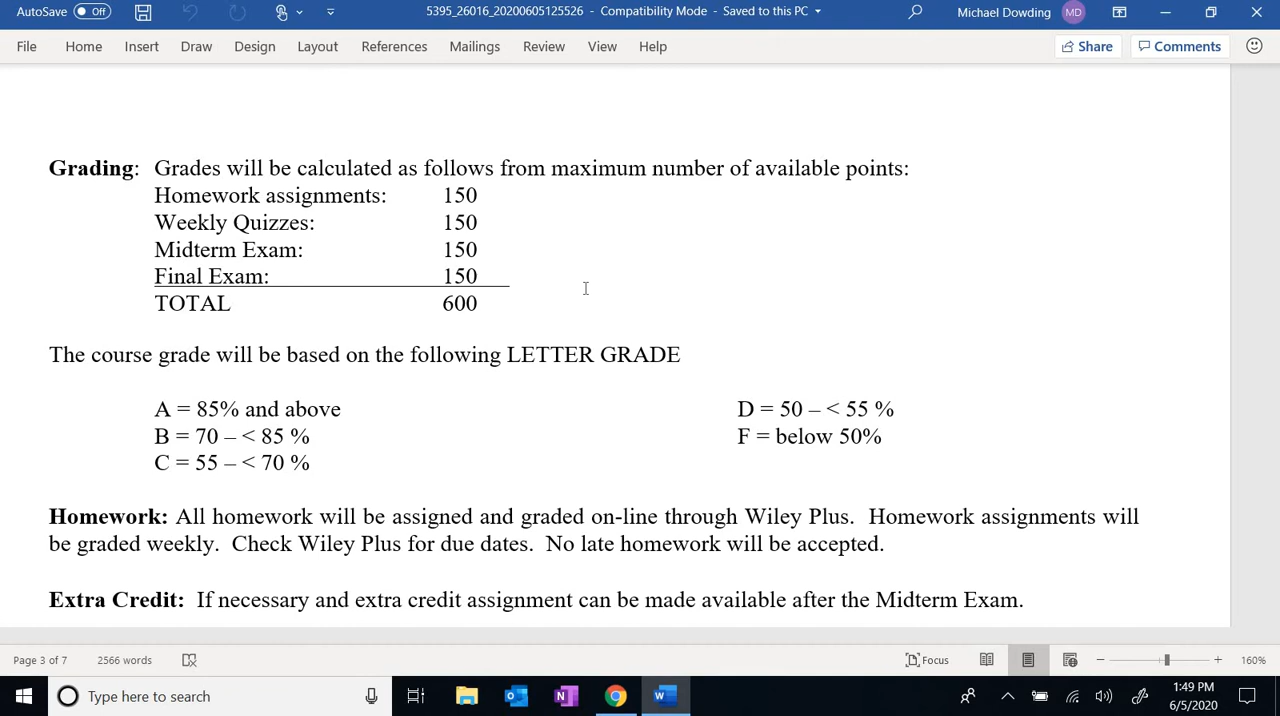 AutoSave Off 5395_26016_20200605125526 - Compatibility Mode - Saved to this PC Michael Dowding MD
File Home Insert Draw Design Layout References Mailings Review View Help Share Comments
Grading: Grades will be calculated as follows from maximum number of available points:
Homework assignments: 150
Weekly Quizzes: 150
Midterm Exam: 150
Final Exam: 150
TOTAL 600
The course grade will be based on the following LETTER GRADE
A = 85% and above D = 50 – < 55 %
B = 70 – < 85 % F = below 50%
C = 55 – < 70 %
Homework: All homework will be assigned and graded on-line through Wiley Plus. Homework assignments will
be graded weekly. Check Wiley Plus for due dates. No late homework will be accepted.
Extra Credit: If necessary and extra credit assignment can be made available after the Midterm Exam.
Page 3 of 7 2566 words Focus 160%
Type here to search 1:49 PM
6/5/2020